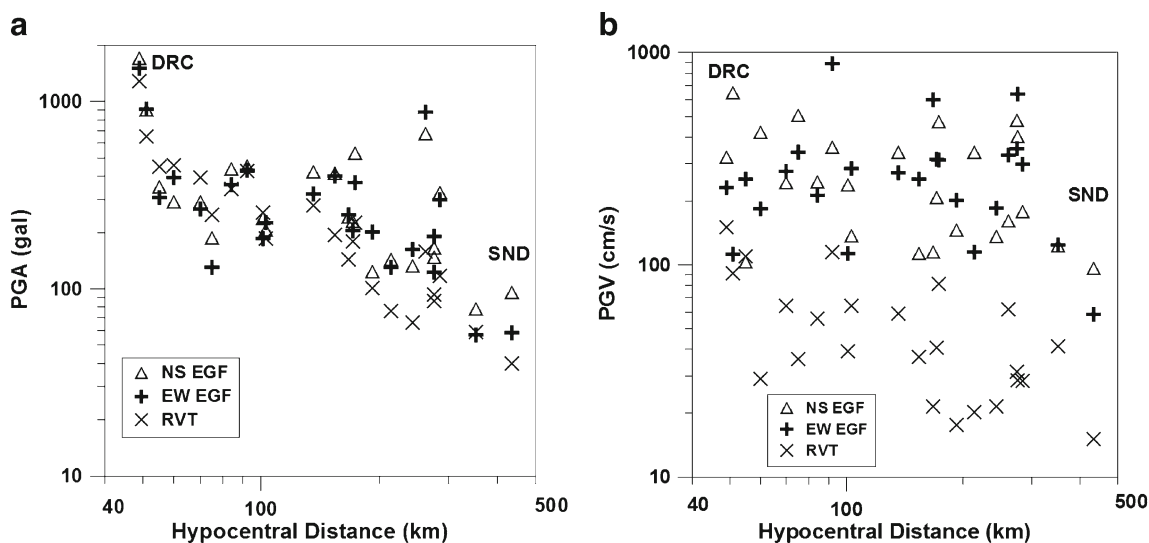 a
DRC
1000
PGA (gal)
SND
100
NS EGF
EW EGF
RVT
10
40
100
500
Hypocentral Distance (km)
b
1000
DRC
PGV (cm/s)
SND
100
NS EGF
EW EGF
RVT
10
40
100
500
Hypocentral Distance (km)